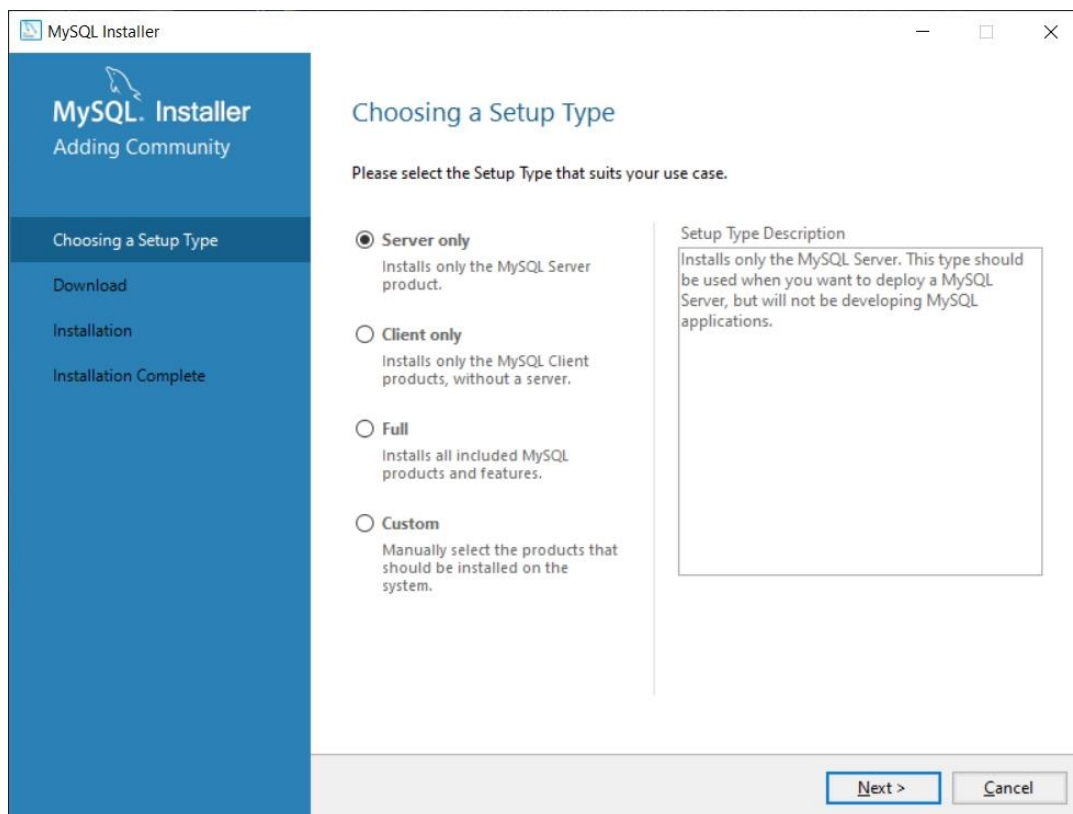 MySQL Installer
MySQL. Installer
Adding Community
Choosing a Setup Type
Download
Installation
Installation Complete
Choosing a Setup Type
Please select the Setup Type that suits your use case.
Server only
Installs only the MySQL Server
product.
Client only
Installs only the MySQL Client
products, without a server.
Full
Installs all included MySQL
products and features.
Custom
Manually select the products that
should be installed on the
system.
Setup Type Description
Installs only the MySQL Server. This type should
be used when you want to deploy a MySQL
Server, but will not be developing MySQL
applications.
Next >
Cancel